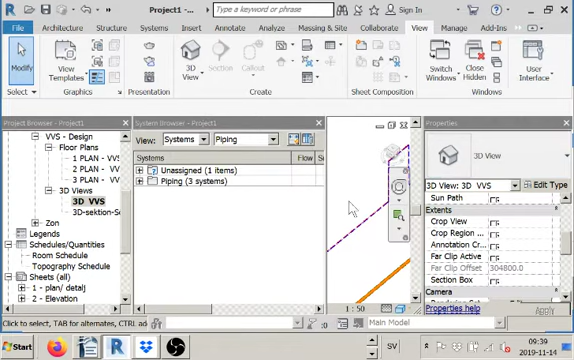 Project1 -...
Type a keyword or phrase
Sign In
File Architecture Structure Systems Insert Annotate Analyze Massing & Site Collaborate View Manage Add-Ins
Modify
View Templates
3D View
Section
Callout
Switch Windows
Close Hidden
User Interface
Select Graphics Presentation Create Sheet Composition Windows
Project Browser - Project1
System Browser - Project1
Properties
VVS - Design
Floor Plans
1 PLAN - VV
2 PLAN - VV
3 PLAN - VV
3D Views
3D VVS
3D-sektion-S
Zon
Legends
Schedules/Quantities
Room Schedule
Topography Schedule
Sheets (all)
1 - plan/ detalj
2 - Elevation
View: Systems Piping
Systems Flow
Unassigned (1 items)
Piping (3 systems)
1 : 50
3D View
3D View: 3D VVS Edit Type
Sun Path
Extents
Crop View
Crop Region ...
Annotation Cr...
Far Clip Active
Far Clip Offset 304800.0
Section Box
Camera
Properties help Apply
Click to select, TAB for alternates, CTRL ad
:0 Main Model
Start
SV
09:39
2019-11-14